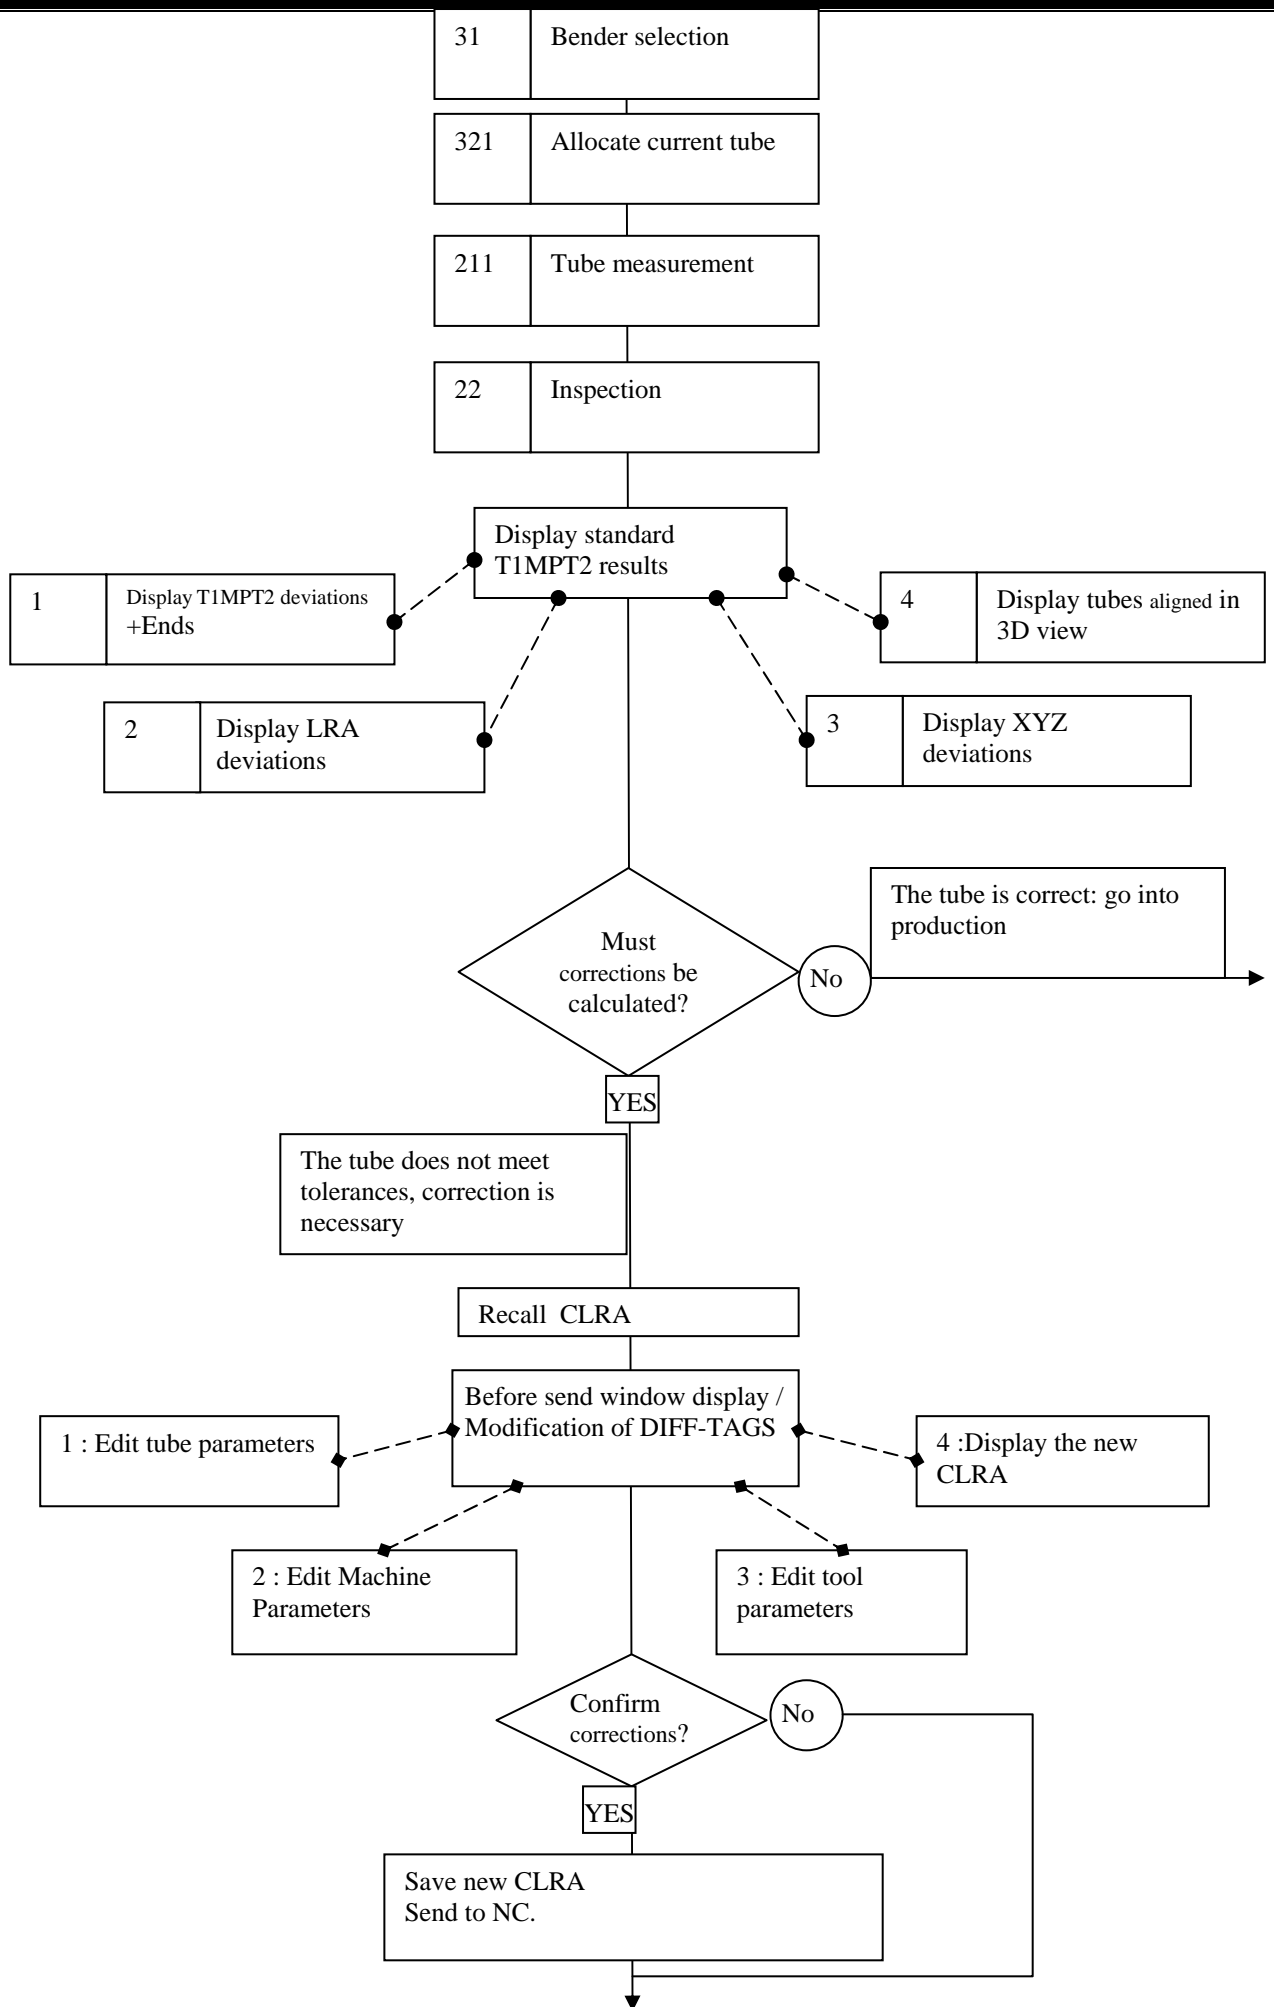 31 Bender selection
321 Allocate current tube
211 Tube measurement
22 Inspection
Display standard
T1MPT2 results
1 Display T1MPT2 deviations
+Ends
4 Display tubes aligned in
3D view
2 Display LRA
deviations
3 Display XYZ
deviations
Must
corrections be
calculated?
No
The tube is correct: go into
production
YES
The tube does not meet
tolerances, correction is
necessary
Recall  CLRA
Before send window display /
Modification of DIFF-TAGS
1 : Edit tube parameters
4 :Display the new
CLRA
2 : Edit Machine
Parameters
3 : Edit tool
parameters
Confirm
corrections?
No
YES
Save new CLRA
Send to NC.